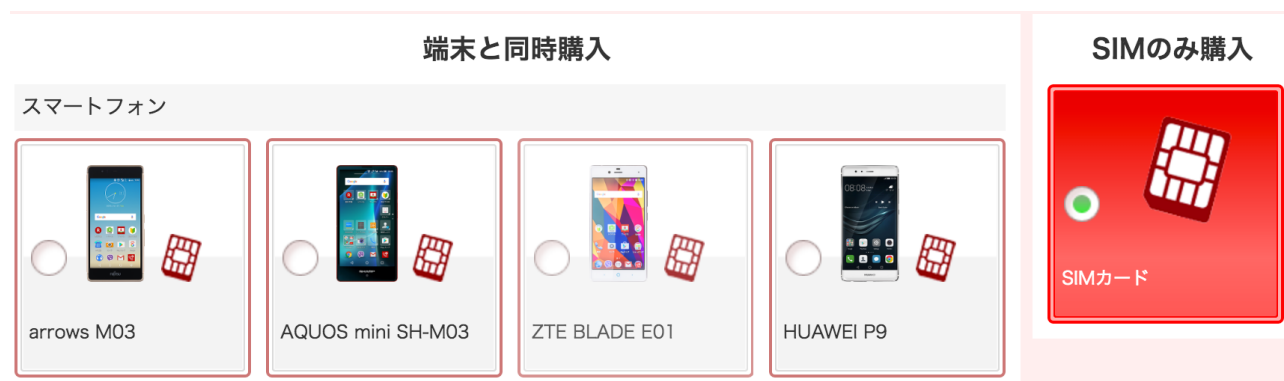 端末と同時購入
スマートフォン
arrows M03
AQUOS mini SH-M03
ZTE BLADE E01
HUAWEI P9
SIMのみ購入
SIMカード